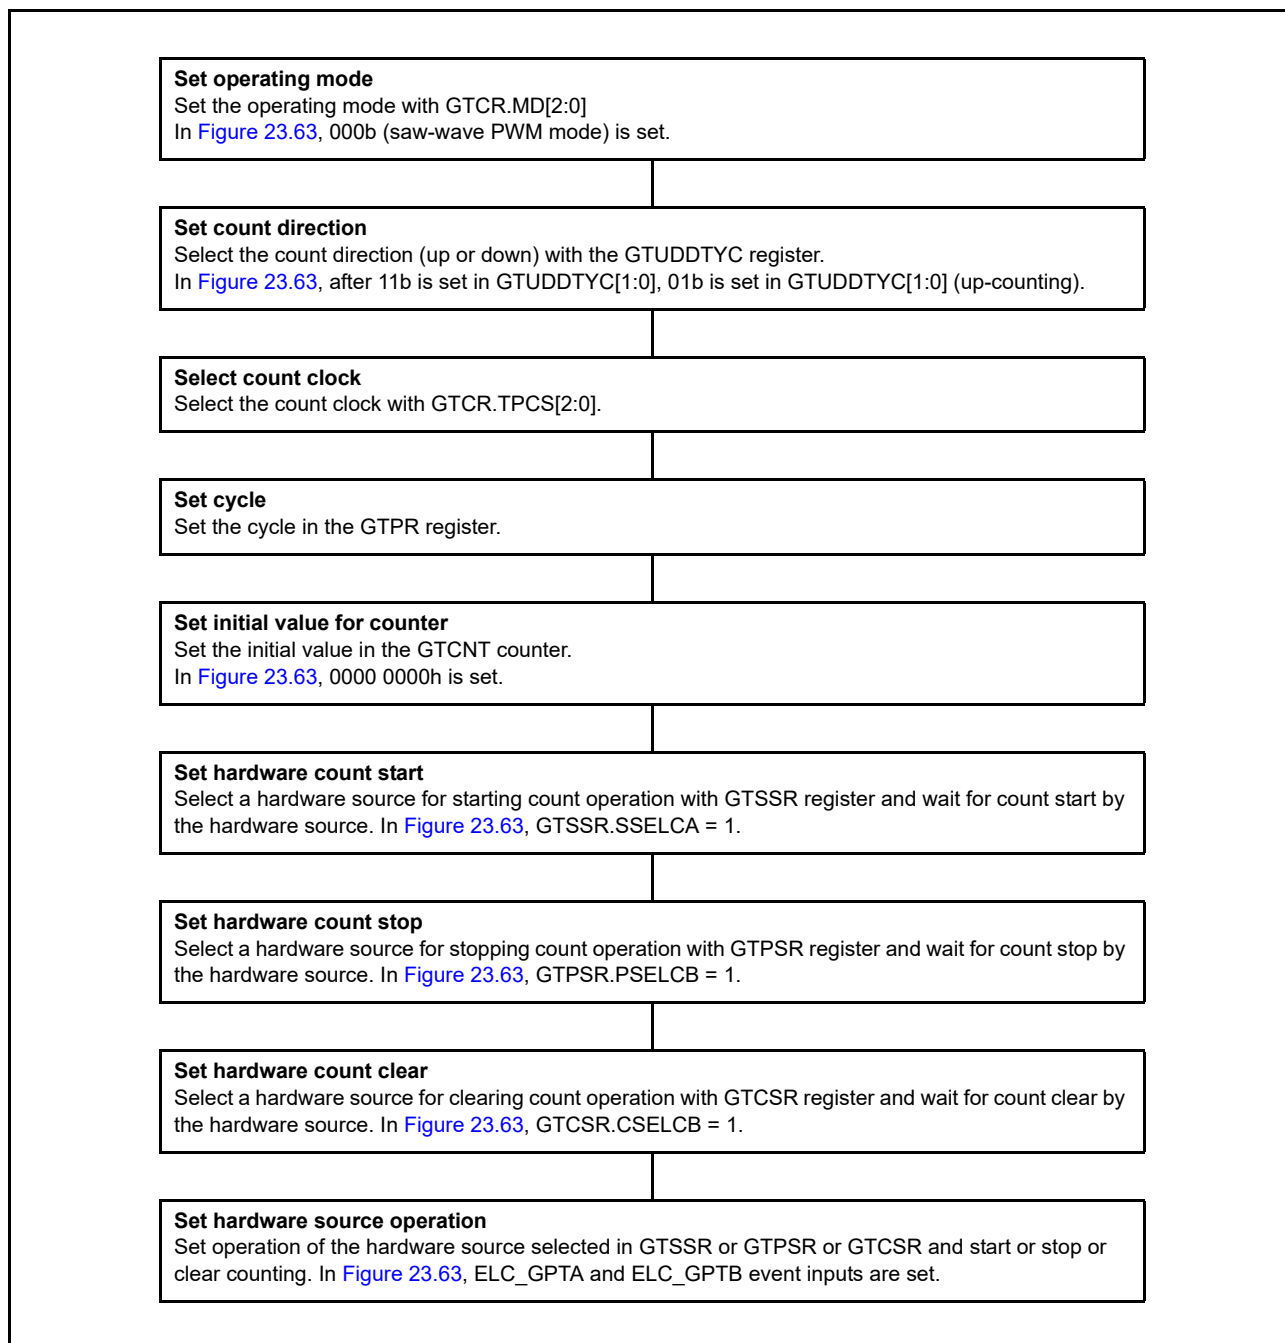 Set operating mode
Set the operating mode with GTCR.MD[2:0]
In Figure 23.63, 000b (saw-wave PWM mode) is set.
Set count direction
Select the count direction (up or down) with the GTUDDTYC register.
In Figure 23.63, after 11b is set in GTUDDTYC[1:0], 01b is set in GTUDDTYC[1:0] (up-counting).
Select count clock
Select the count clock with GTCR.TPCS[2:0].
Set cycle
Set the cycle in the GTPR register.
Set initial value for counter
Set the initial value in the GTCNT counter.
In Figure 23.63, 0000 0000h is set.
Set hardware count start
Select a hardware source for starting count operation with GTSSR register and wait for count start by
the hardware source. In Figure 23.63, GTSSR.SSELCA = 1.
Set hardware count stop
Select a hardware source for stopping count operation with GTPSR register and wait for count stop by
the hardware source. In Figure 23.63, GTPSR.PSELCB = 1.
Set hardware count clear
Select a hardware source for clearing count operation with GTCSR register and wait for count clear by
the hardware source. In Figure 23.63, GTCSR.CSELCB = 1.
Set hardware source operation
Set operation of the hardware source selected in GTSSR or GTPSR or GTCSR and start or stop or
clear counting. In Figure 23.63, ELC_GPTA and ELC_GPTB event inputs are set.